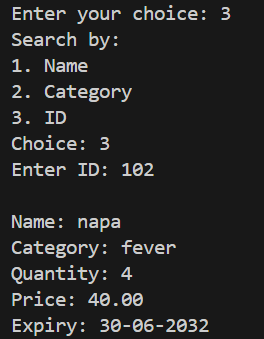 Enter your choice: 3
Search by:
1. Name
2. Category
3. ID
Choice: 3
Enter ID: 102

Name: napa
Category: fever
Quantity: 4
Price: 40.00
Expiry: 30-06-2032